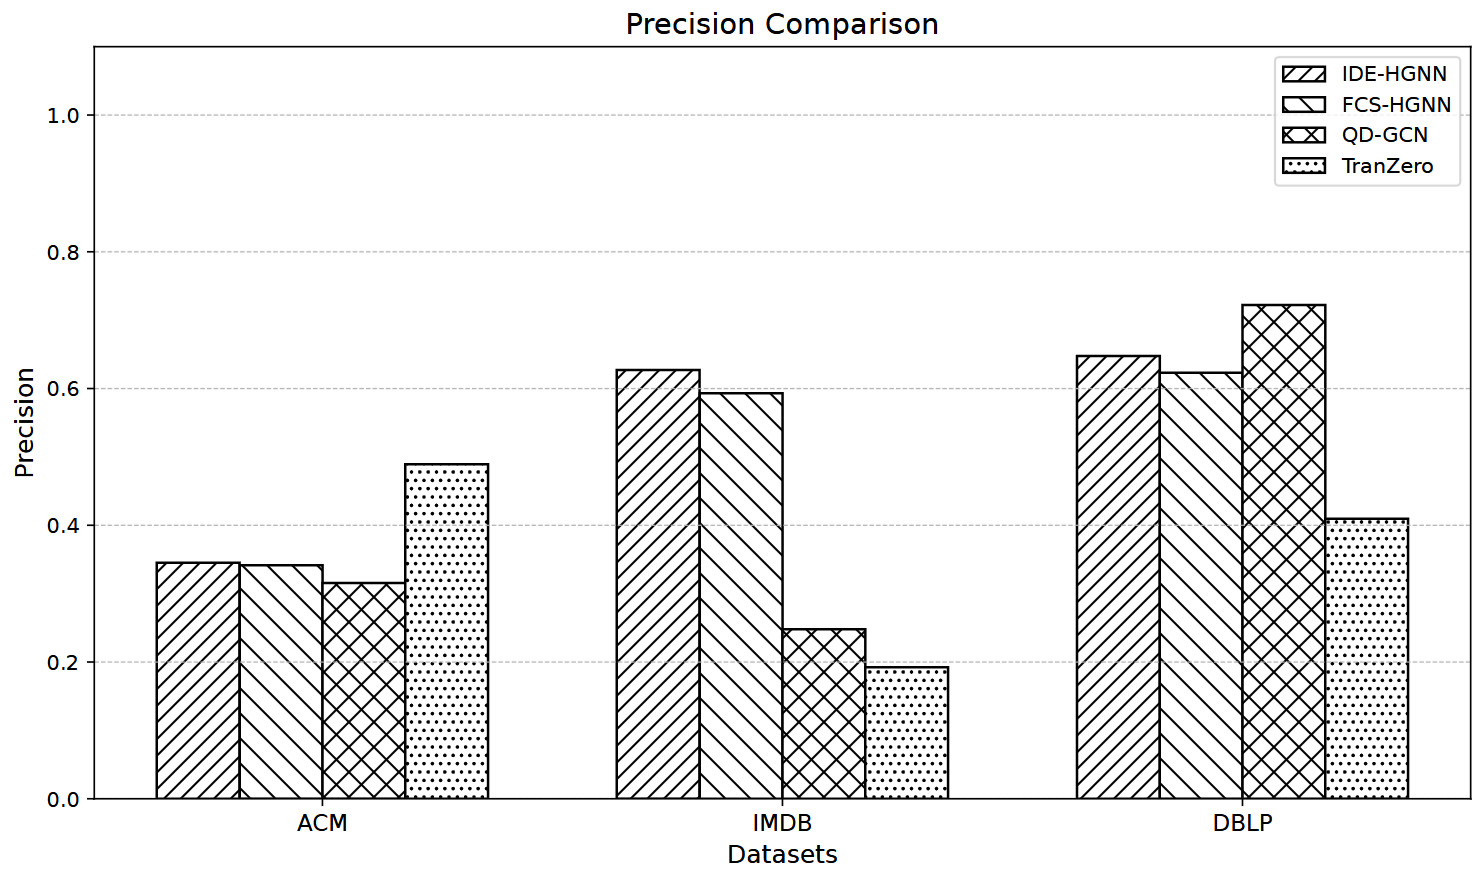 Precision Comparison
IDE-HGNN
FCS-HGNN
QD-GCN
TranZero
Precision
1.0
0.8
0.6
0.4
0.2
0.0
ACM
IMDB
DBLP
Datasets